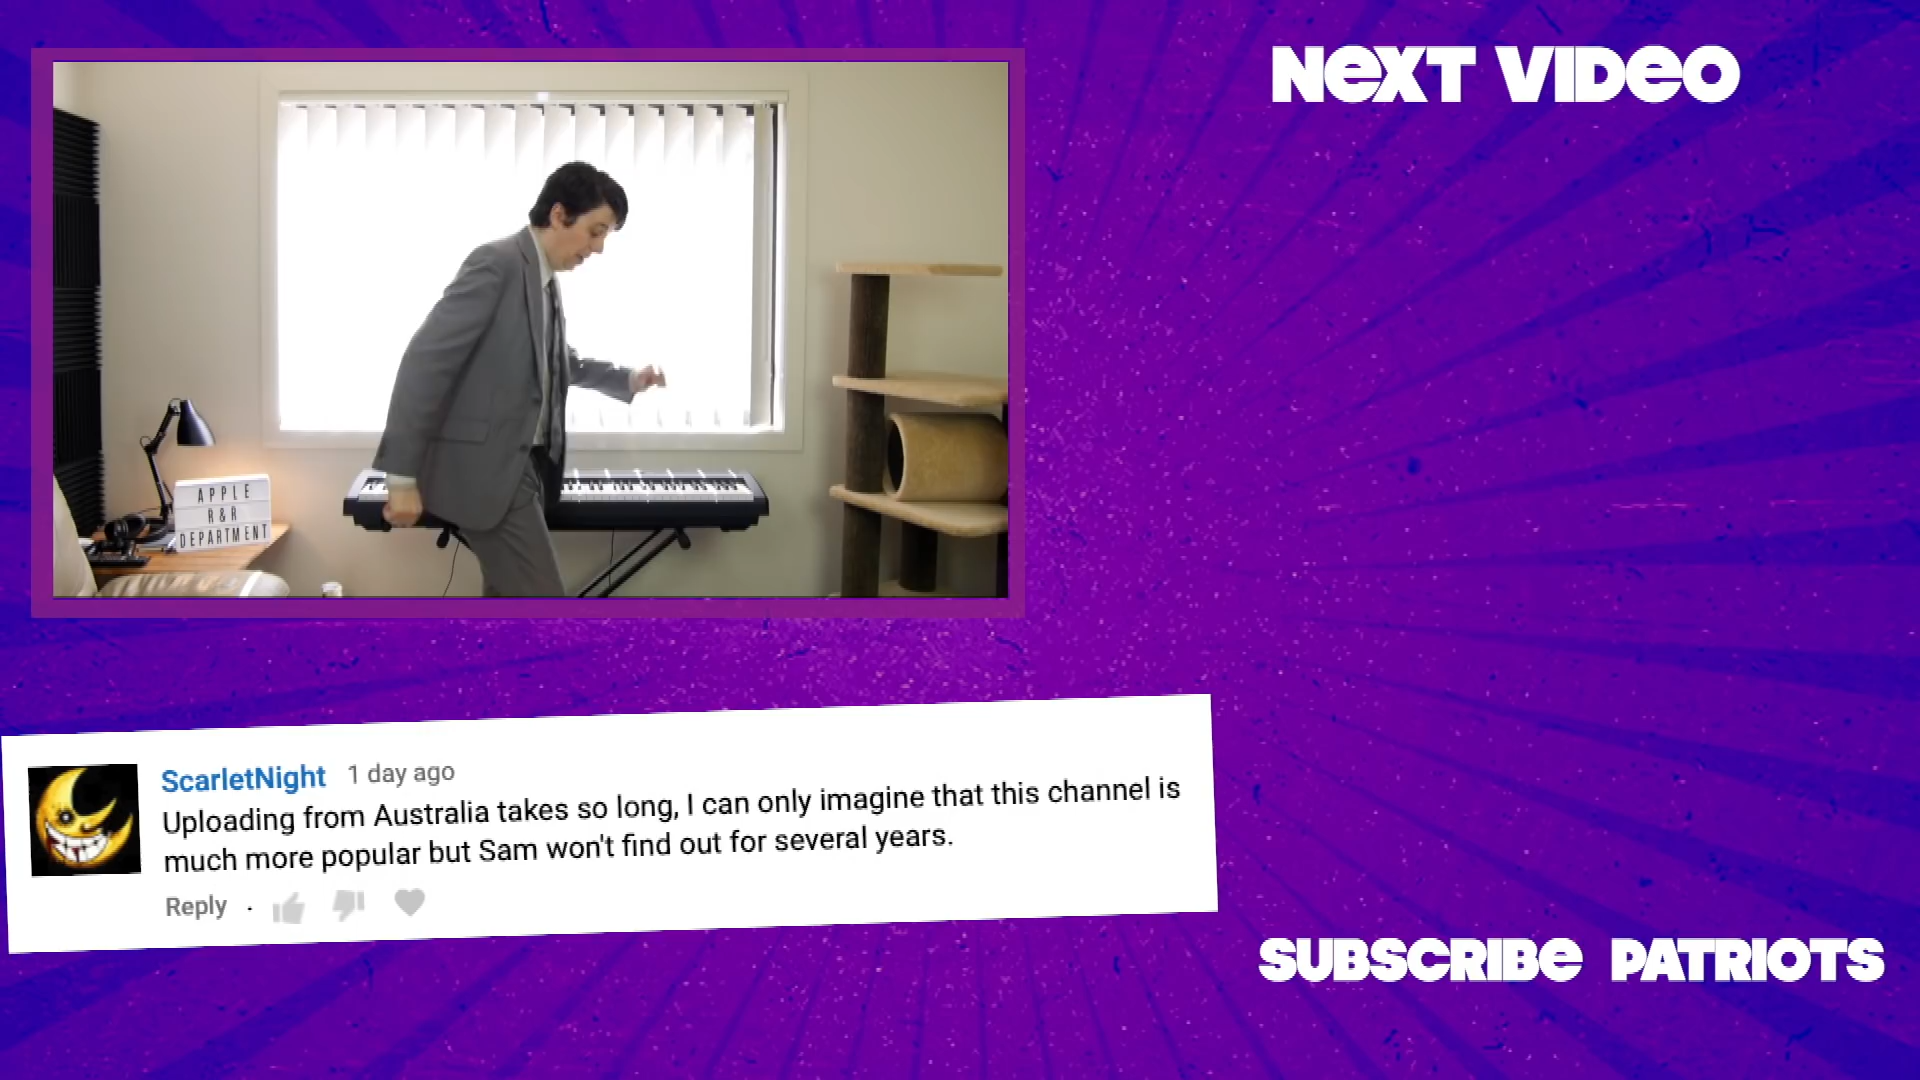 NEXT VIDEO
APPLE
R&R
DEPARTMENT
ScarletNight 1 day ago
Uploading from Australia takes so long, I can only imagine that this channel is
much more popular but Sam won't find out for several years.
Reply ·
SUBSCRIBE PATRIOTS